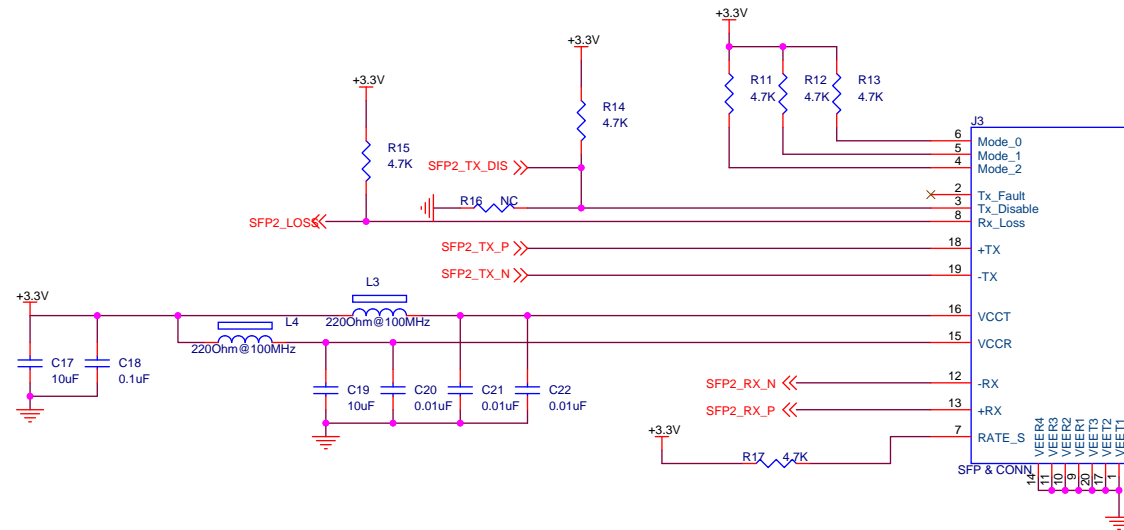 +3.3V
+3.3V
+3.3V
R11
4.7K
R12
4.7K
R13
4.7K
R14
4.7K
R15
4.7K
J3
SFP2_TX_DIS
R16 NC
SFP2_LOSS
6 Mode_0
5 Mode_1
4 Mode_2
2 Tx_Fault
3 Tx_Disable
8 Rx_Loss
SFP2_TX_P
18 +TX
SFP2_TX_N
19 -TX
L3
220Ohm@100MHz
+3.3V
L4
220Ohm@100MHz
16 VCCT
15 VCCR
C17
10uF
C18
0.1uF
C19
10uF
C20
0.01uF
C21
0.01uF
C22
0.01uF
SFP2_RX_N
12 -RX
SFP2_RX_P
13 +RX
+3.3V
R17 4.7K
7 RATE_S
SFP & CONN
14 VEER4
11 VEER3
10 VEER2
9 VEER1
20 VEET3
17 VEET2
1 VEET1